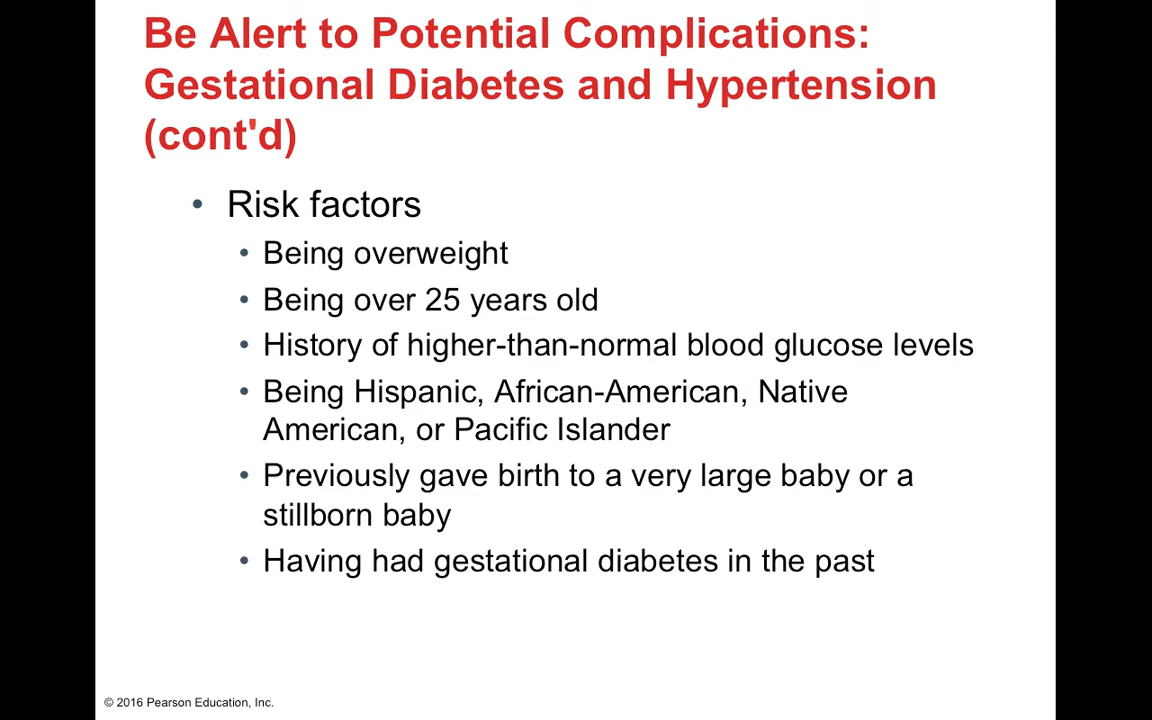 Be Alert to Potential Complications:
Gestational Diabetes and Hypertension
(cont'd)
• Risk factors
• Being overweight
• Being over 25 years old
• History of higher-than-normal blood glucose levels
• Being Hispanic, African-American, Native
American, or Pacific Islander
• Previously gave birth to a very large baby or a
stillborn baby
• Having had gestational diabetes in the past
© 2016 Pearson Education, Inc.